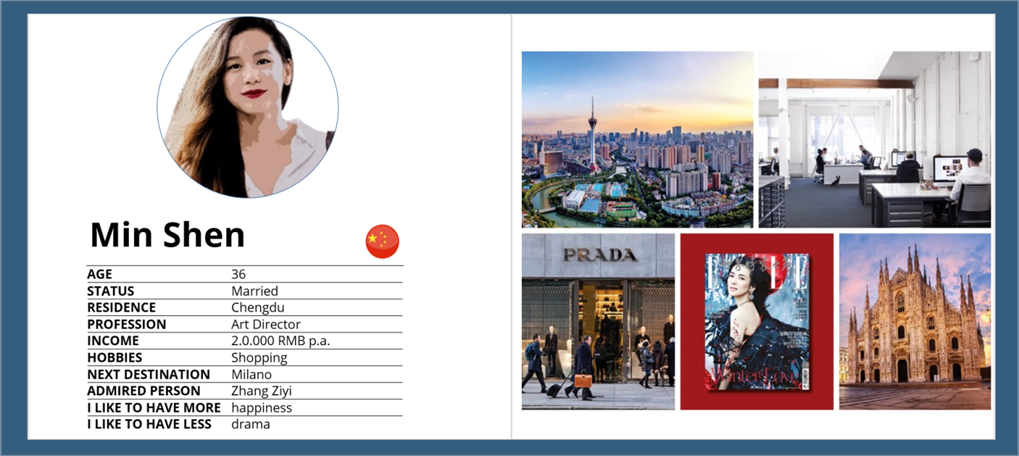 Min Shen
AGE 36
STATUS Married
RESIDENCE Chengdu
PROFESSION Art Director
INCOME 2.0.000 RMB p.a.
HOBBIES Shopping
NEXT DESTINATION Milano
ADMIRED PERSON Zhang Ziyi
I LIKE TO HAVE MORE happiness
I LIKE TO HAVE LESS drama
PRADA